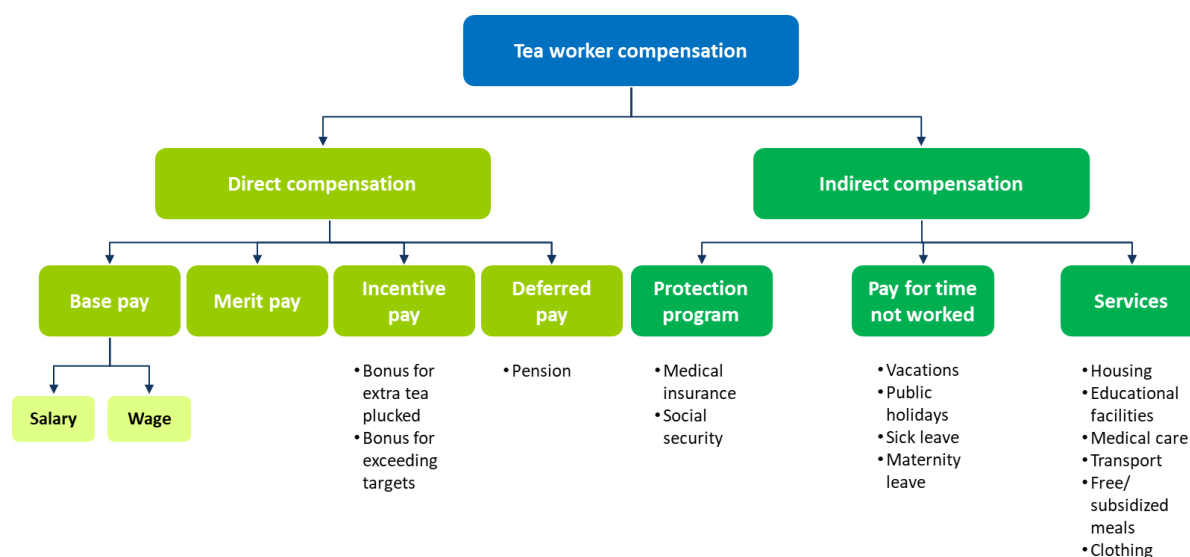 Tea worker compensation
Direct compensation
Indirect compensation
Base pay
Merit pay
Incentive
pay
Deferred
pay
Protection
program
Pay for time
not worked
Services
Salary
Wage
• Bonus for
extra tea
plucked
• Bonus for
exceeding
targets
• Pension
• Medical
insurance
• Social
security
• Vacations
• Public
holidays
• Sick leave
• Maternity
leave
• Housing
• Educational
facilities
• Medical care
• Transport
• Free/
subsidized
meals
• Clothing